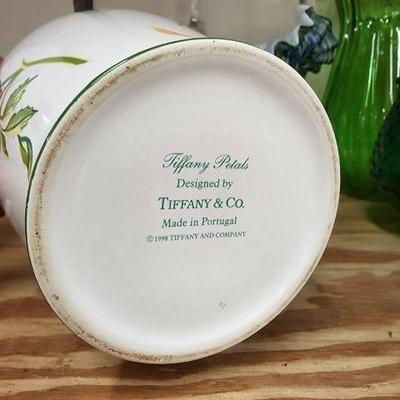 Tiffany Petals
Designed by
TIFFANY & CO.
Made in Portugal
© 1998 TIFFANY AND COMPANY